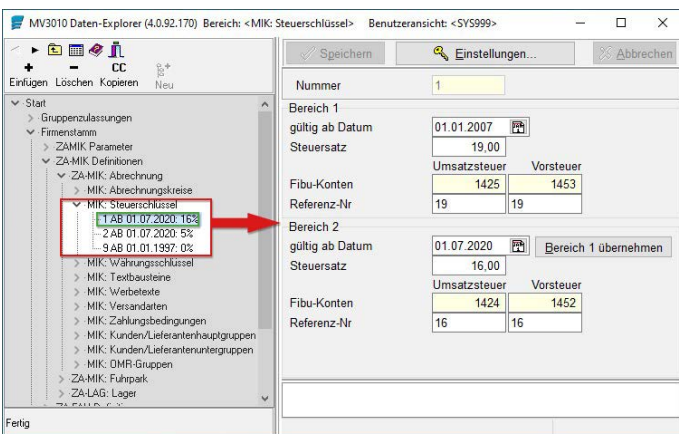 MV3010 Daten-Explorer (4.0.92.170) Bereich: <MIK: Steuerschlüssel> Benutzeransicht: <SYS999>
Einfügen Löschen Kopieren Neu
CC
Speichern Einstellungen... Abbrechen
Start
Gruppenzulassungen
Firmenstamm
ZAMIK Parameter
ZA-MIK Definitionen
ZA-MIK: Abrechnung
MIK: Abrechnungskreise
MIK: Steuerschlüssel
1 AB 01.07.2020: 16%
2 AB 01.07.2020: 5%
9 AB 01.01.1997: 0%
MIK: Währungsschlüssel
MIK: Textbausteine
MIK: Werbetexte
MIK: Versandarten
MIK: Zahlungsbedingungen
MIK: Kunden/Lieferantenhauptgruppen
MIK: Kunden/Lieferantenuntergruppen
MIK: OMR-Gruppen
ZA-MIK: Fuhrpark
ZA-LAG: Lager
Nummer 1
Bereich 1
gültig ab Datum 01.01.2007
Steuersatz 19,00
Umsatzsteuer Vorsteuer
Fibu-Konten 1425 1453
Referenz-Nr 19 19
Bereich 2
gültig ab Datum 01.07.2020 Bereich 1 übernehmen
Steuersatz 16,00
Umsatzsteuer Vorsteuer
Fibu-Konten 1424 1452
Referenz-Nr 16 16
Fertig